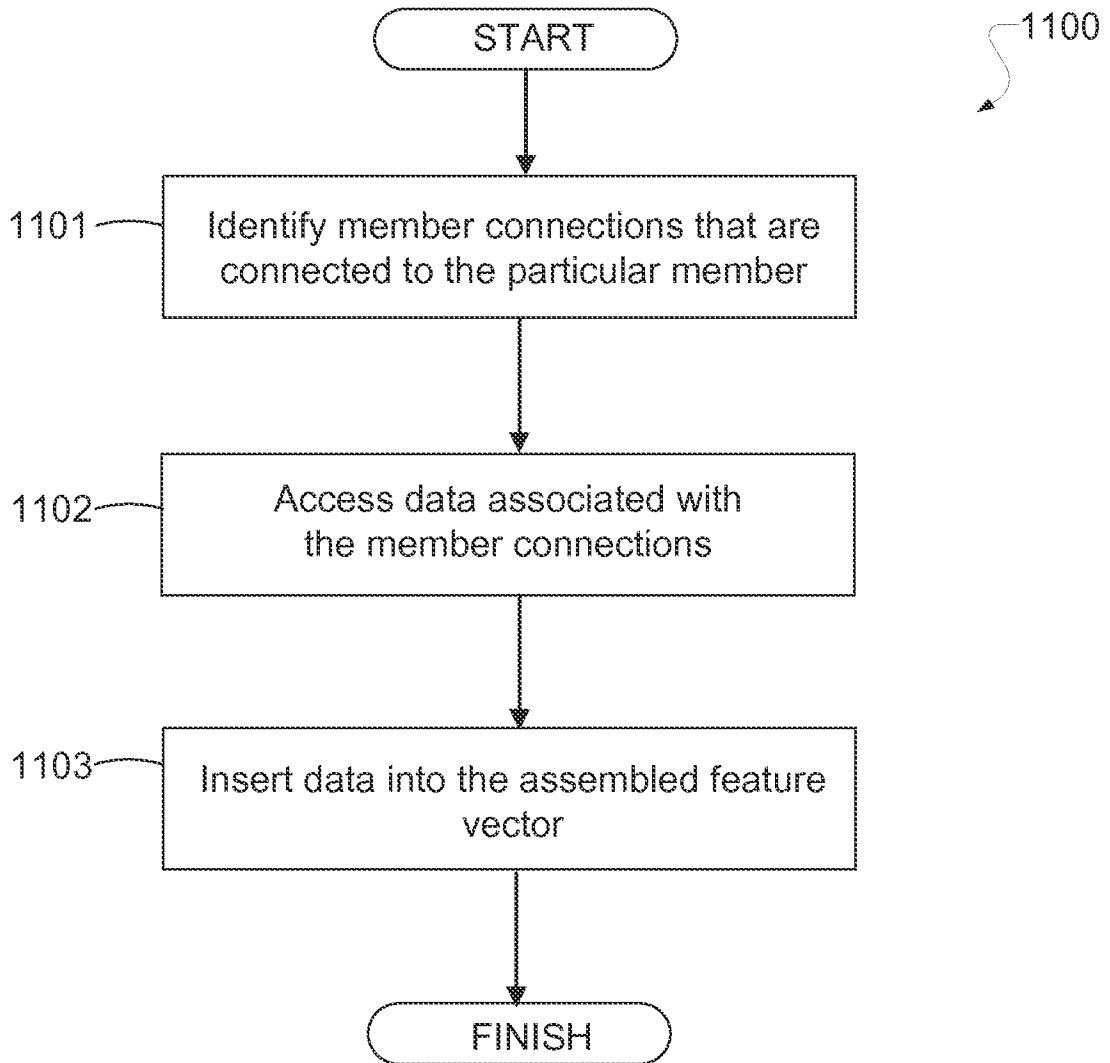 START
1100
1101
Identify member connections that are
connected to the particular member
1102
Access data associated with
the member connections
1103
Insert data into the assembled feature
vector
FINISH